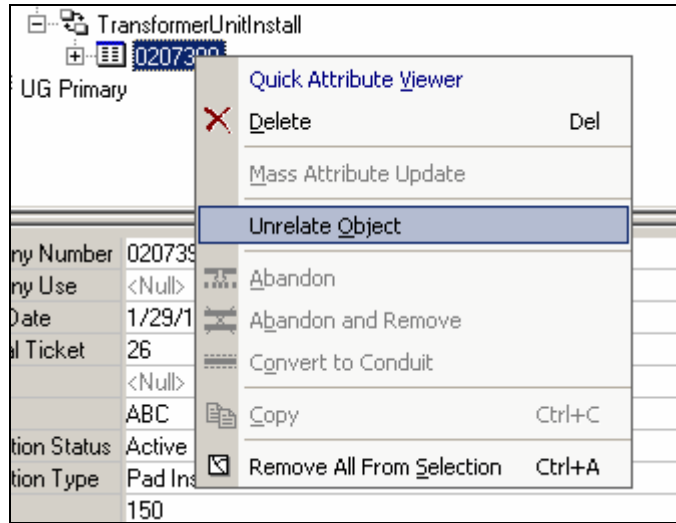 TransformerUnitInstall
UG Primary
Quick Attribute Viewer
Delete Del
Mass Attribute Update
Unrelate Object
Abandon
Abandon and Remove
Convert to Conduit
Copy Ctrl+C
Remove All From Selection Ctrl+A
ny Number 020739
ny Use <Null>
Date 1/29/1
l Ticket 26
<Null>
ABC
tion Status Active
tion Type Pad Ins
150